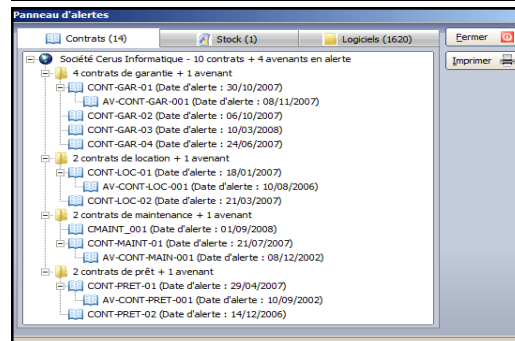 Panneau d'alertes
Contrats (14)
Stock (1)
Logiciels (1620)
Fermer
Imprimer
Société Cerus Informatique - 10 contrats + 4 avenants en alerte
4 contrats de garantie + 1 avenant
CONT-GAR-01 (Date d'alerte : 30/10/2007)
AV-CONT-GAR-001 (Date d'alerte : 08/11/2007)
CONT-GAR-02 (Date d'alerte : 06/10/2007)
CONT-GAR-03 (Date d'alerte : 10/03/2008)
CONT-GAR-04 (Date d'alerte : 24/06/2007)
2 contrats de location + 1 avenant
CONT-LOC-01 (Date d'alerte : 18/01/2007)
AV-CONT-LOC-001 (Date d'alerte : 10/08/2006)
CONT-LOC-02 (Date d'alerte : 21/03/2007)
2 contrats de maintenance + 1 avenant
CMAINT_001 (Date d'alerte : 01/09/2008)
CONT-MAINT-01 (Date d'alerte : 21/07/2007)
AV-CONT-MAIN-001 (Date d'alerte : 08/12/2002)
2 contrats de prêt + 1 avenant
CONT-PRET-01 (Date d'alerte : 29/04/2007)
AV-CONT-PRET-001 (Date d'alerte : 10/09/2002)
CONT-PRET-02 (Date d'alerte : 14/12/2006)